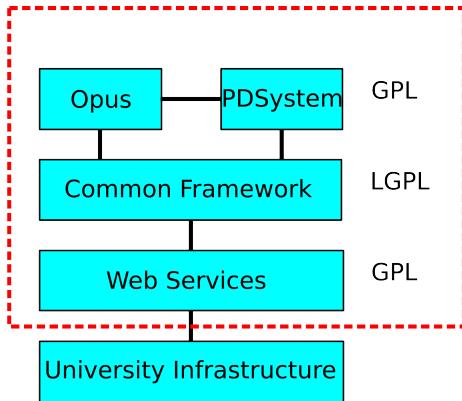 Opus PDSystem GPL
Common Framework LGPL
Web Services GPL
University Infrastructure